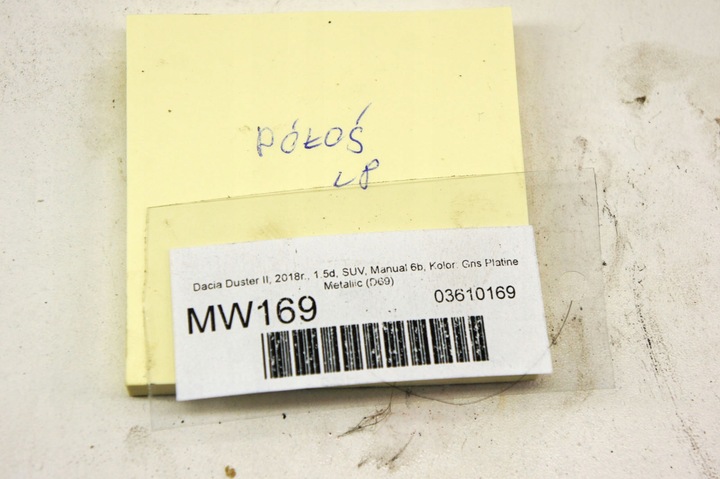 PÓŁOŚ
LP
Dacia Duster II, 2018r., 1.5d, SUV, Manual 6b, Kolor: Gris Platine
Metallic (D69)
MW169
03610169